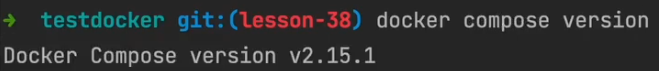 ➜ testdocker git:(lesson-38) docker compose version
Docker Compose version v2.15.1